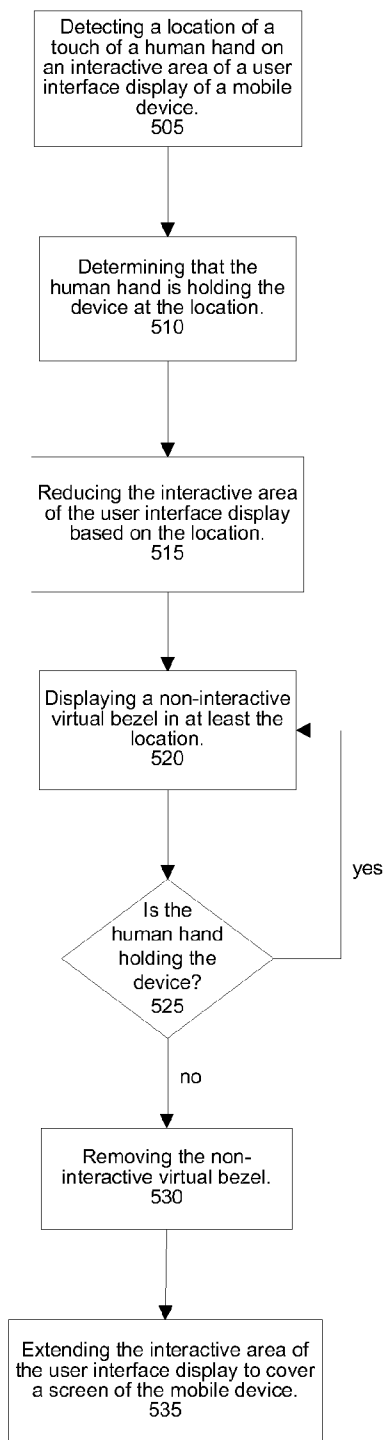 Detecting a location of a
touch of a human hand on
an interactive area of a user
interface display of a mobile
device.
505
Determining that the
human hand is holding the
device at the location.
510
Reducing the interactive area
of the user interface display
based on the location.
515
Displaying a non-interactive
virtual bezel in at least the
location.
520
yes
Is the
human hand
holding the
device?
525
no
Removing the non-
interactive virtual bezel.
530
Extending the interactive area of
the user interface display to cover
a screen of the mobile device.
535